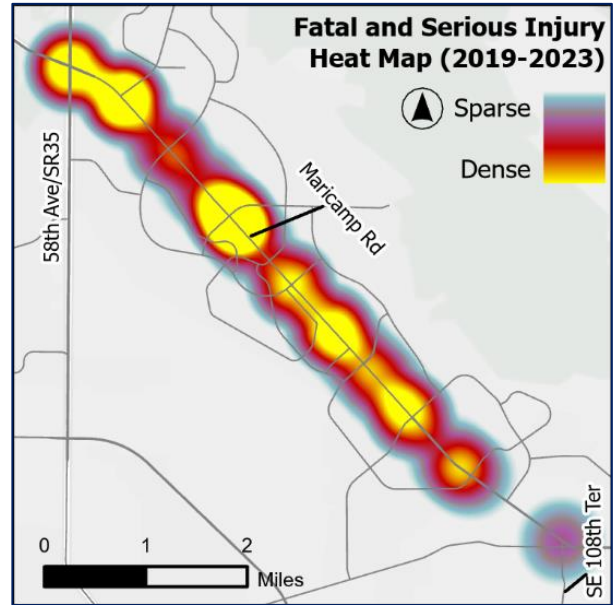 Fatal and Serious Injury
Heat Map (2019-2023)
Sparse
Dense
58th Ave/SR35
Maricamp Rd
SE 108th Ter
0 1 2
Miles